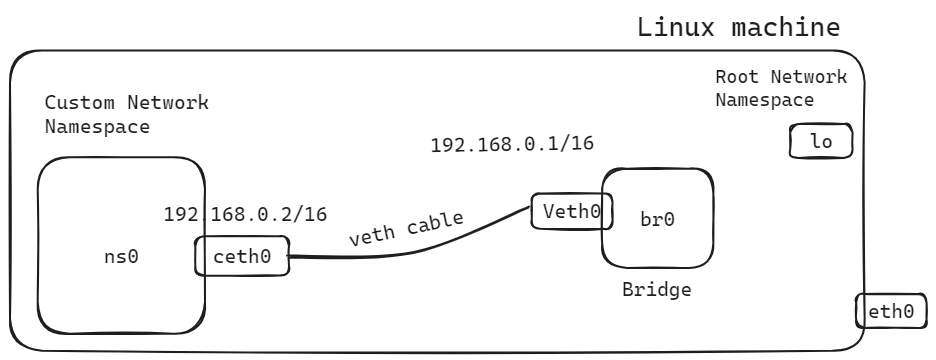 Linux machine
Root Network
Namespace
Custom Network
Namespace
lo
192.168.0.1/16
192.168.0.2/16
veth cable
Veth0
br0
ns0
ceth0
Bridge
eth0